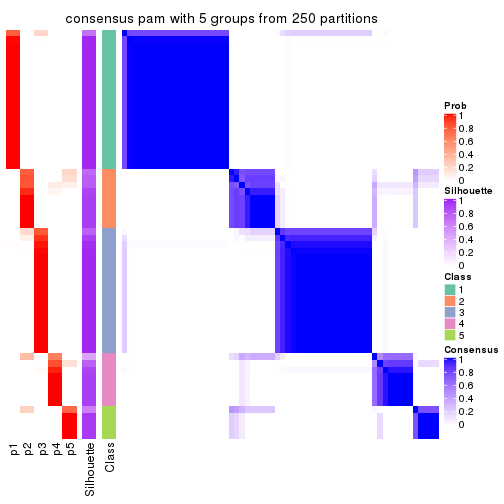 consensus pam with 5 groups from 250 partitions
Prob
1
0.8
0.6
0.4
0.2
0
Silhouette
1
0.8
0.6
0.4
0.2
0
Class
1
2
3
4
5
Consensus
1
0.8
0.6
0.4
0.2
0
p1
p2
p3
p4
p5
Silhouette
Class